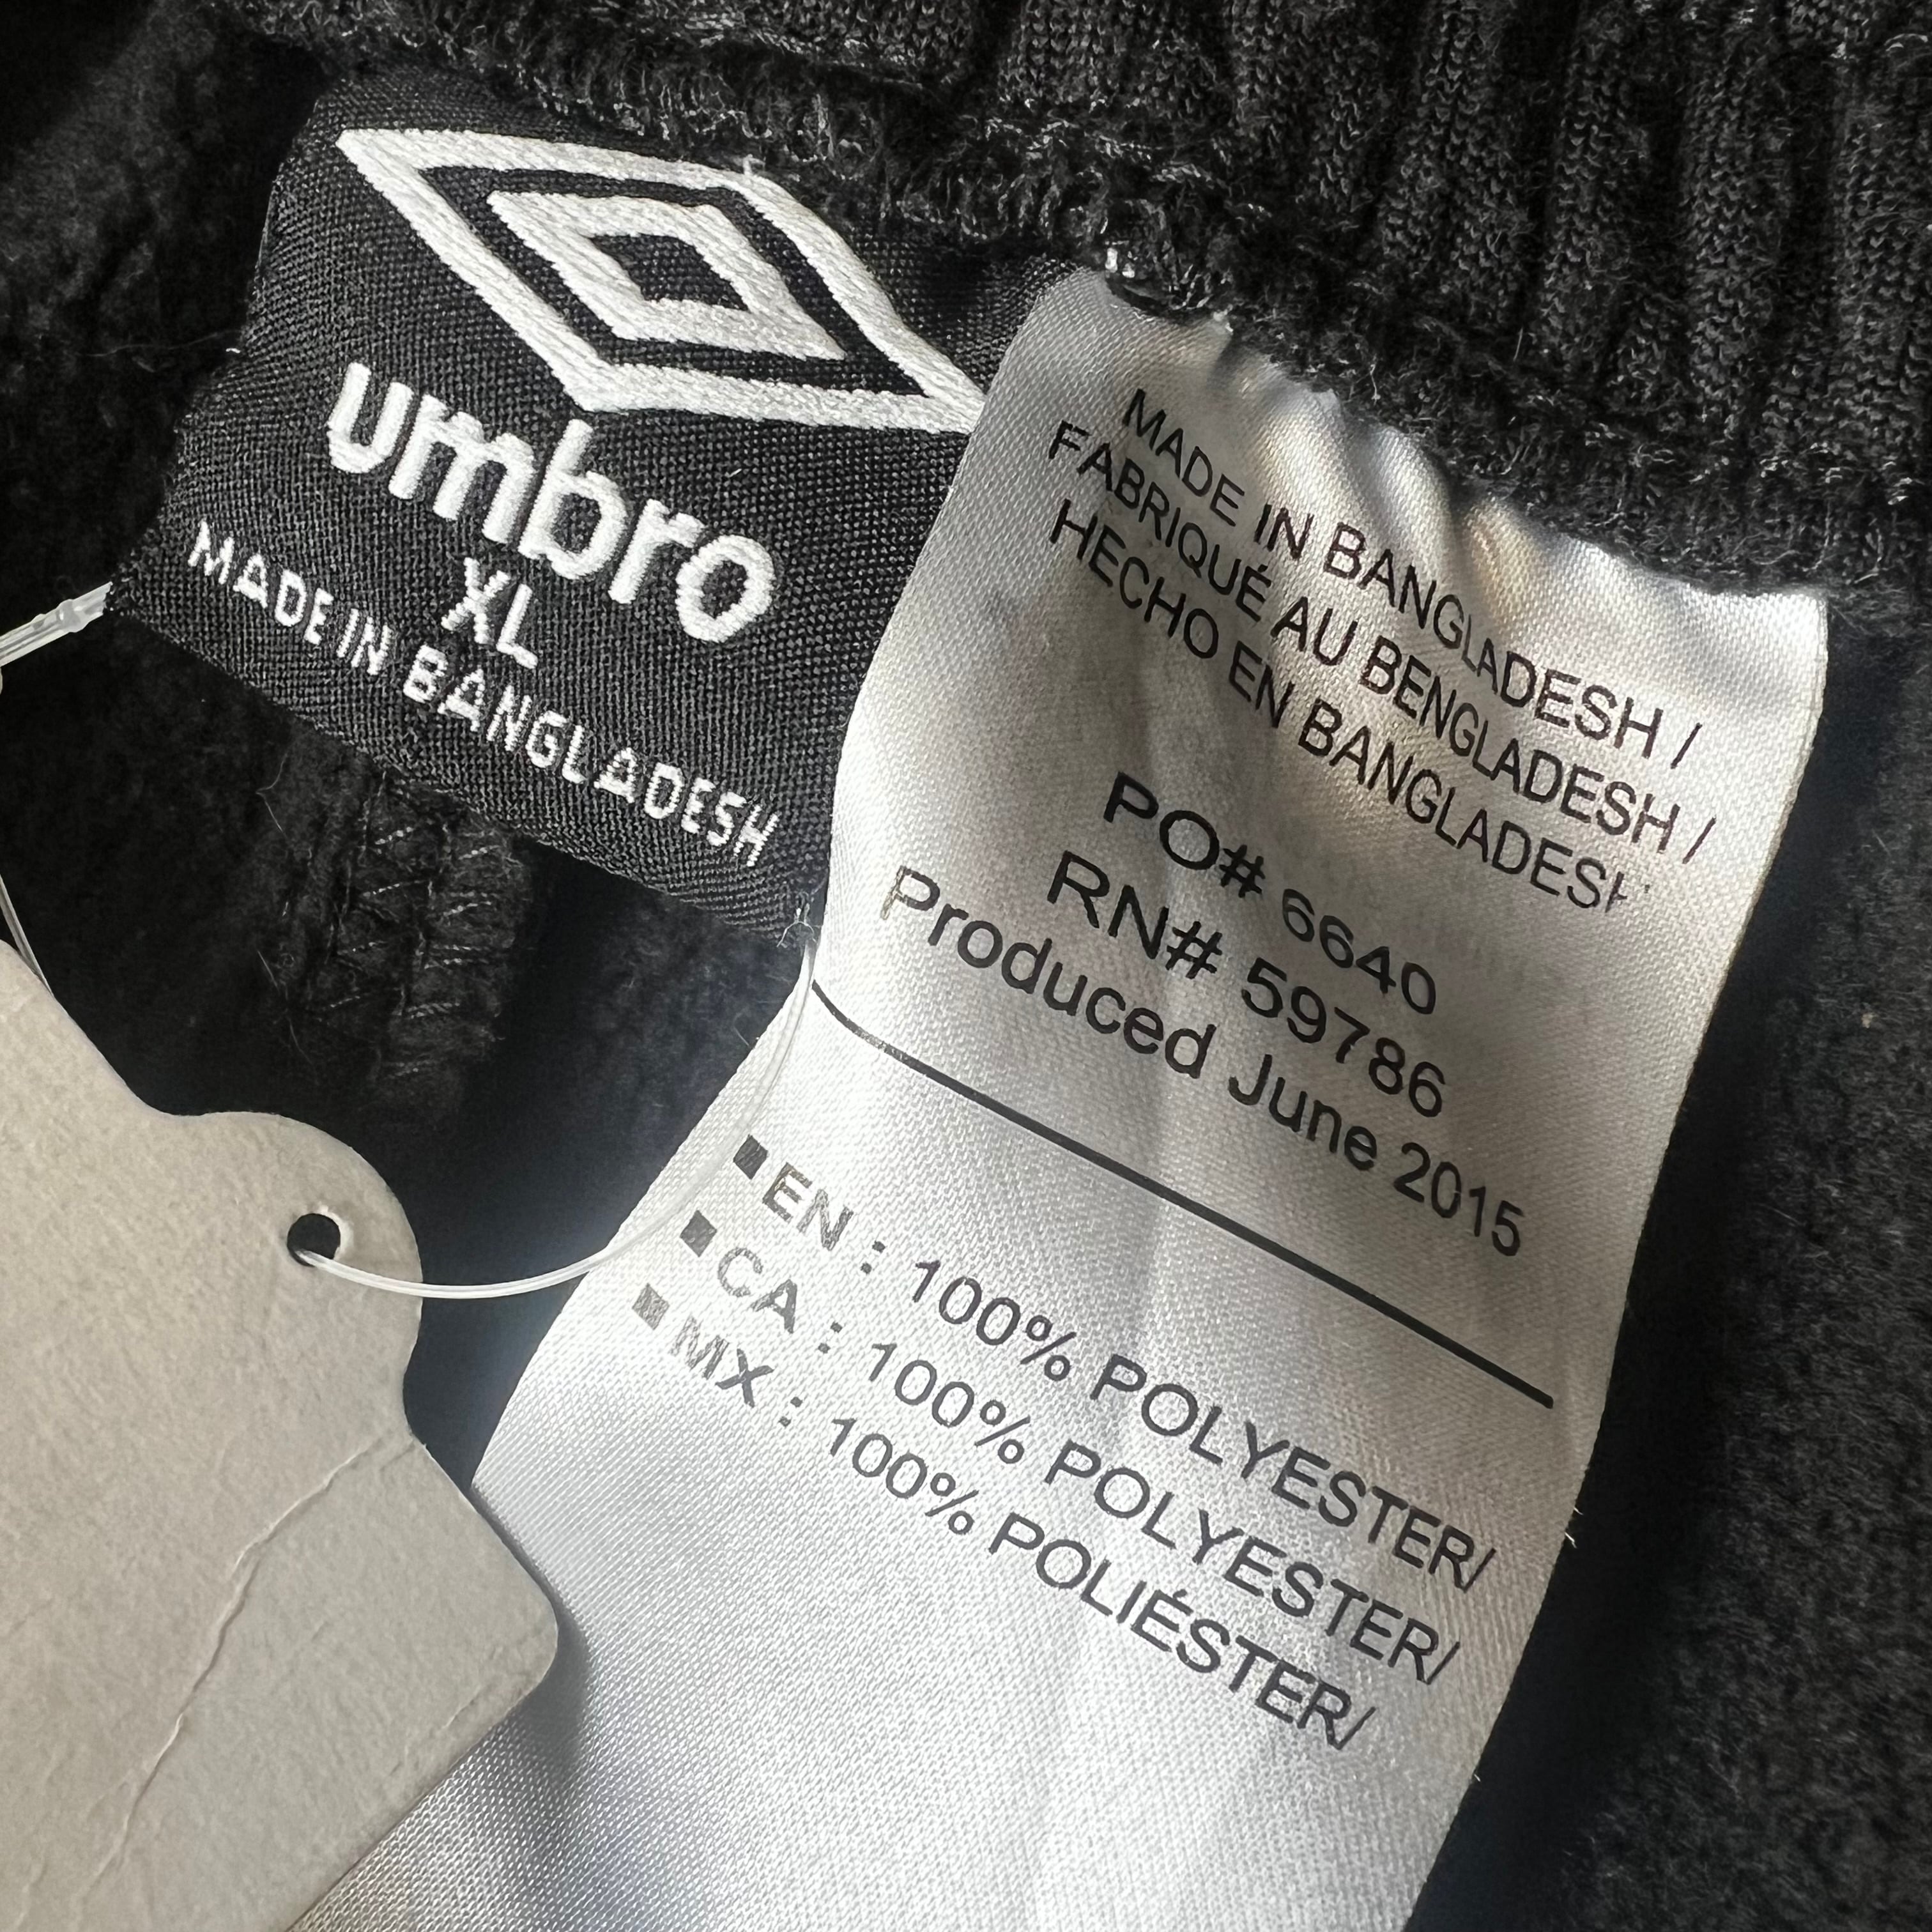 umbro
XL
MADE IN BANGLADESH
MADE IN BANGLADESH /
FABRIQUÉ AU BENGLADESH /
HECHO EN BANGLADESH
PO# 6640
RN# 59786
Produced June 2015
■EN : 100% POLYESTER/
■CA : 100% POLYESTER/
■MX : 100% POLIÉSTER/